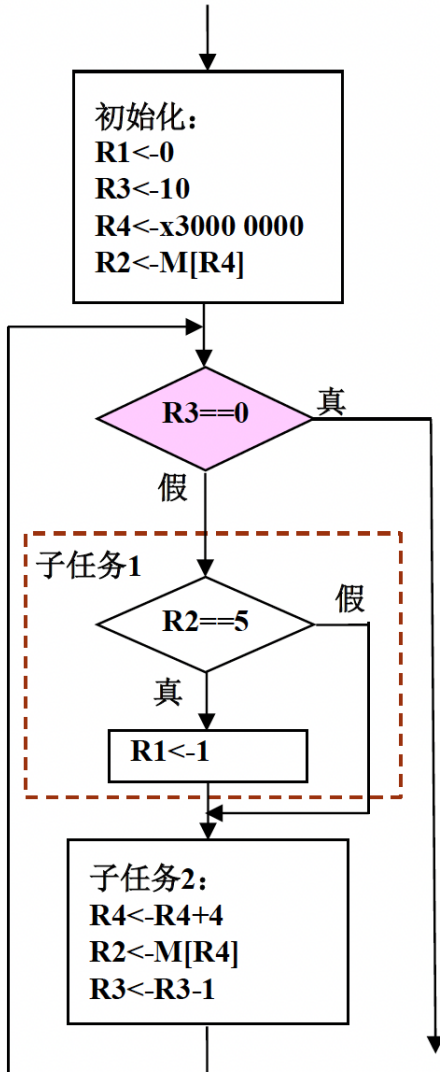 初始化：
R1<-0
R3<-10
R4<-x3000 0000
R2<-M[R4]
R3==0
真
假
子任务1
R2==5
假
真
R1<-1
子任务2：
R4<-R4+4
R2<-M[R4]
R3<-R3-1